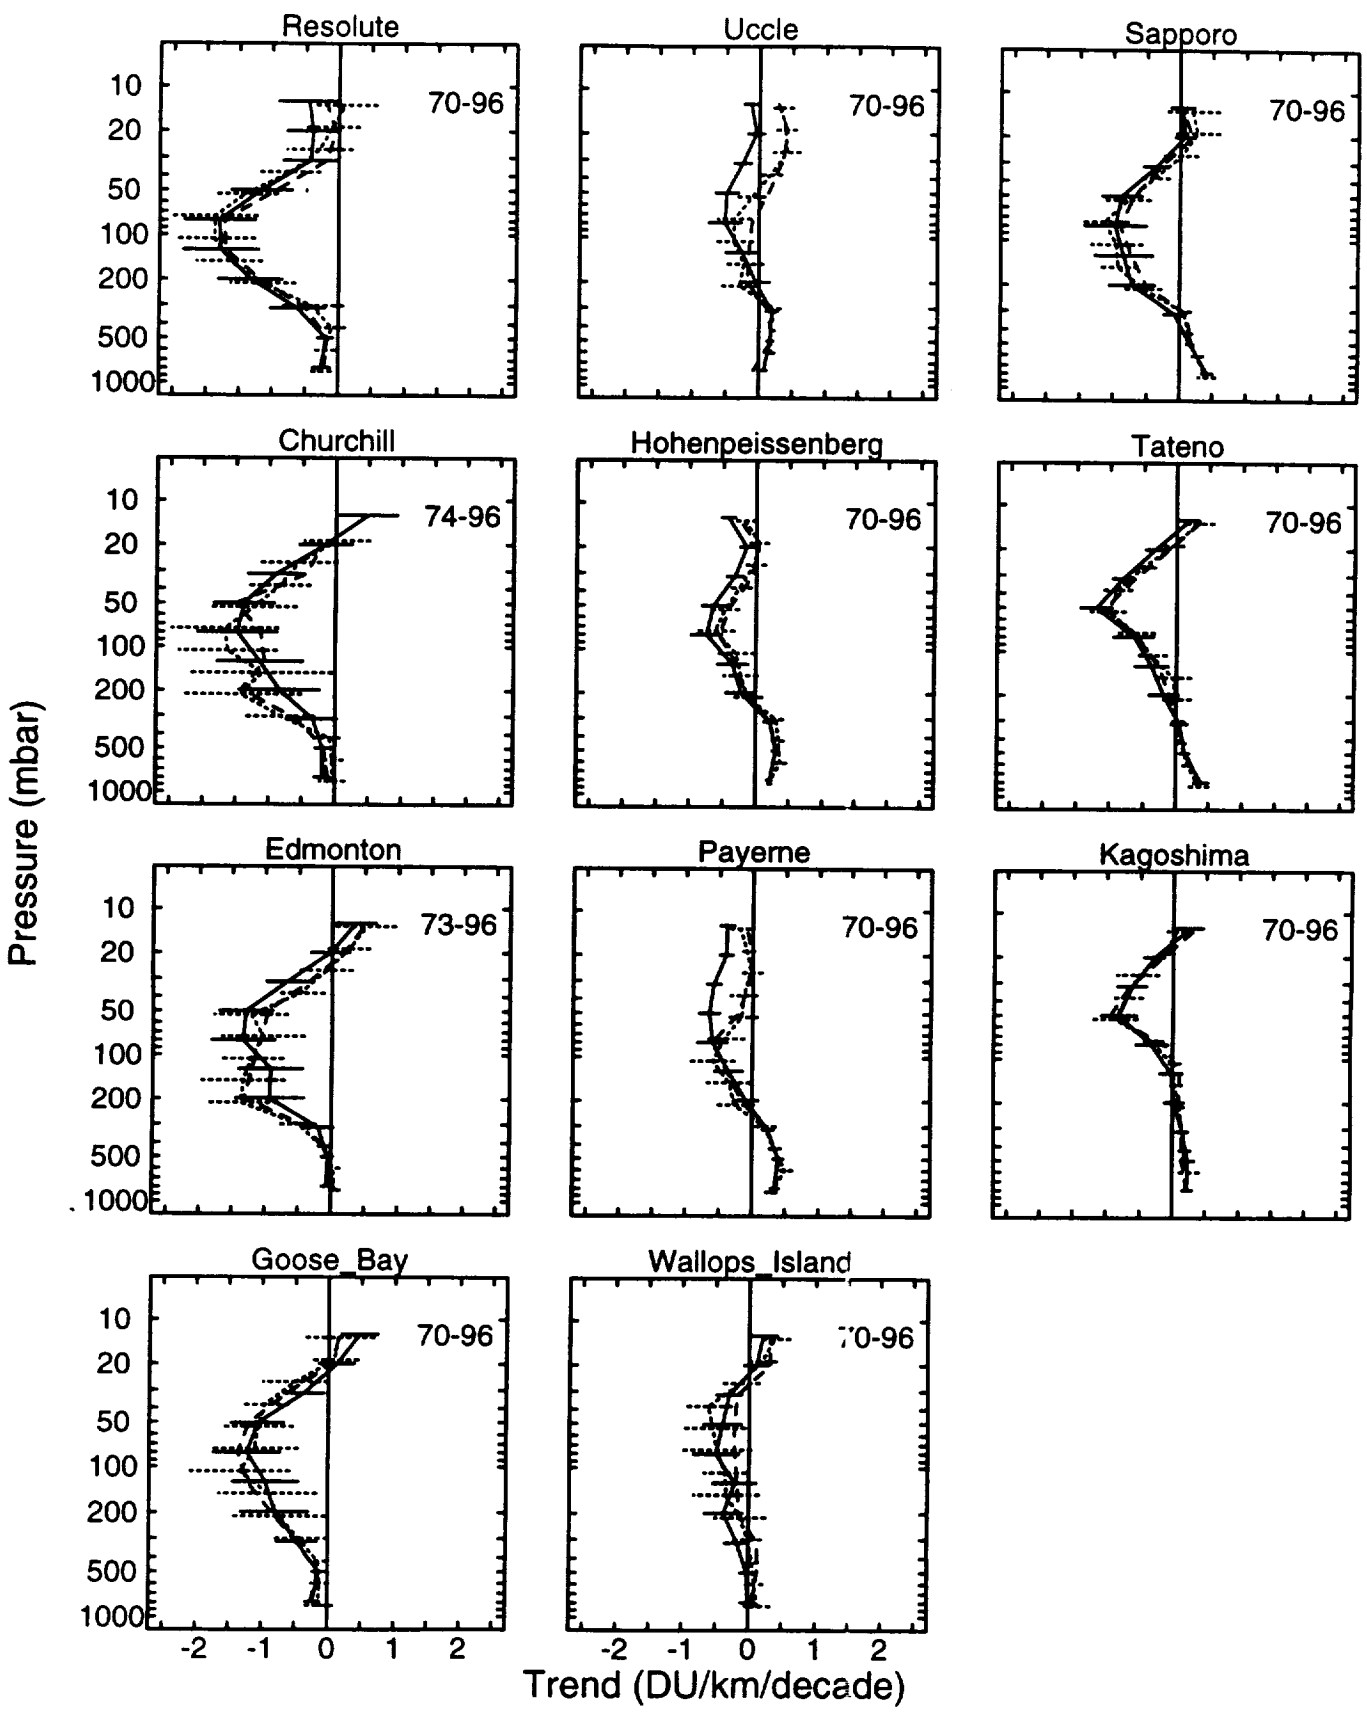 Resolute
Uccle
Sapporo
10
20
50
100
200
500
1000
70-96
70-96
70-96
Churchill
Hohenpeissenberg
Tateno
10
20
50
100
200
500
1000
74-96
70-96
70-96
Edmonton
Payerne
Kagoshima
10
20
50
100
200
500
1000
73-96
70-96
70-96
Goose_Bay
Wallops_Island
10
20
50
100
200
500
1000
70-96
70-96
-2 -1 0 1 2
-2 -1 0 1 2
Pressure (mbar)
Trend (DU/km/decade)